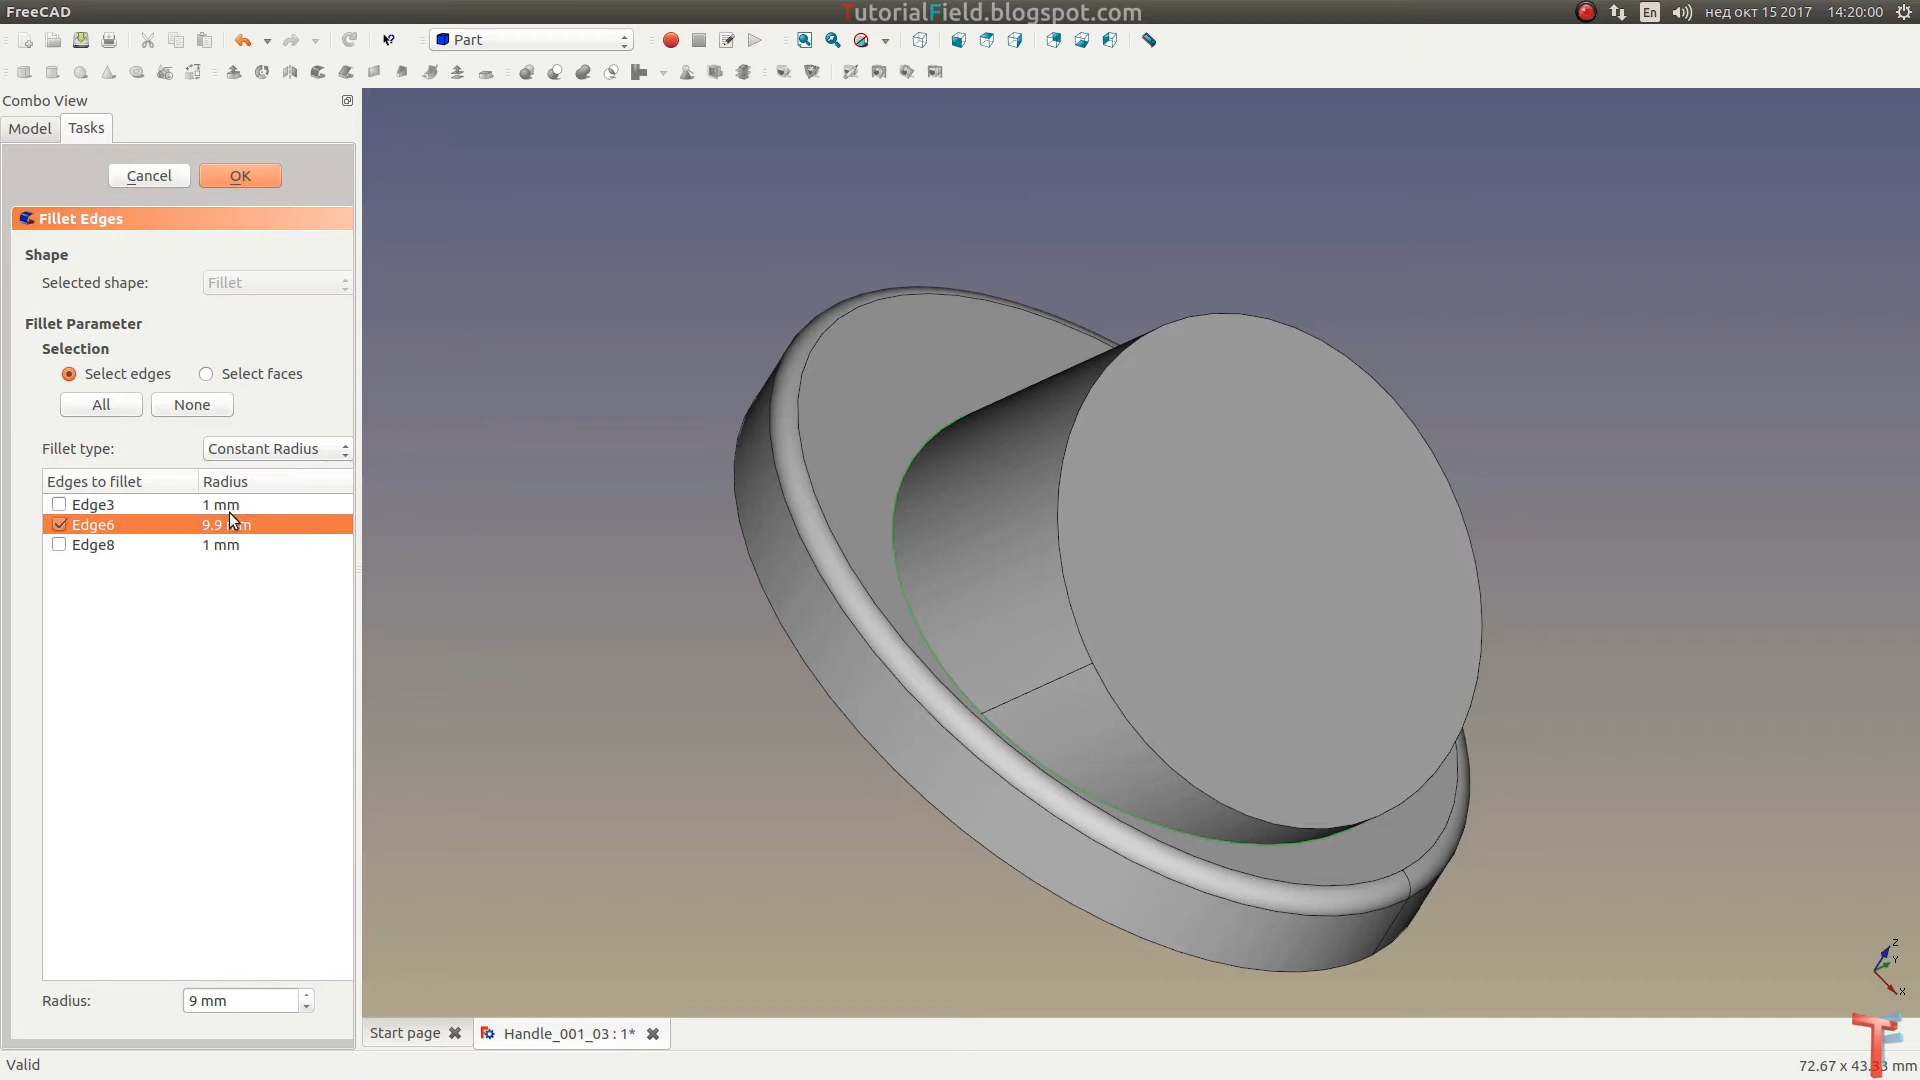 FreeCAD
TutorialField.blogspot.com
En
нед окт 15 2017
14:20:00
Part
Combo View
Model
Tasks
Cancel
OK
Fillet Edges
Shape
Selected shape:
Fillet
Fillet Parameter
Selection
Select edges
Select faces
All
None
Fillet type:
Constant Radius
Edges to fillet
Radius
Edge3
1 mm
Edge6
9.9
Edge8
1 mm
Radius:
9 mm
Start page
Handle_001_03 : 1*
Z
Y
X
Valid
72.67 x 43.33 mm